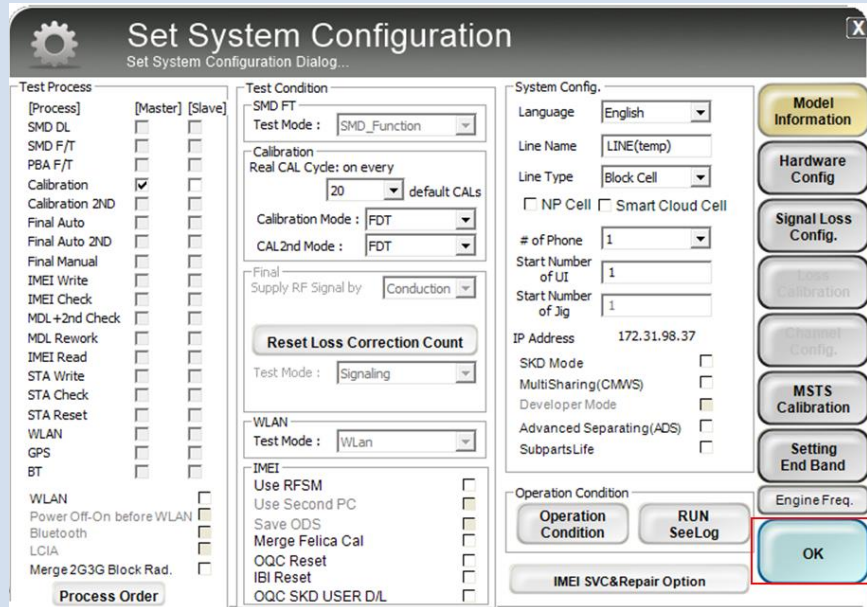 Set System Configuration
Set System Configuration Dialog...
X
Test Process
[Process] [Master] [Slave]
SMD DL
SMD F/T
PBA F/T
Calibration
Calibration 2ND
Final Auto
Final Auto 2ND
Final Manual
IMEI Write
IMEI Check
MDL+2nd Check
MDL Rework
IMEI Read
STA Write
STA Check
STA Reset
WLAN
GPS
BT
WLAN
Power Off-On before WLAN
Bluetooth
LCIA
Merge 2G3G Block Rad.
Process Order
Test Condition
SMD FT
Test Mode : SMD_Function
Calibration
Real CAL Cycle: on every
20 default CALs
Calibration Mode : FDT
CAL2nd Mode : FDT
Final
Supply RF Signal by Conduction
Reset Loss Correction Count
Test Mode : Signaling
WLAN
Test Mode : WLan
IMEI
Use RFSM
Use Second PC
Save ODS
Merge Felica Cal
OQC Reset
IBI Reset
OQC SKD USER D/L
System Config.
Language English
Line Name LINE(temp)
Line Type Block Cell
NP Cell Smart Cloud Cell
# of Phone 1
Start Number
of UI 1
Start Number
of Jig 1
IP Address 172.31.98.37
SKD Mode
MultiSharing(CMWS)
Developer Mode
Advanced Separating(ADS)
SubpartsLife
Operation Condition
Operation
Condition
RUN
SeeLog
IMEI SVC&Repair Option
Model
Information
Hardware
Config
Signal Loss
Config.
Loss
Calibration
Channel
Config.
MSTS
Calibration
Setting
End Band
Engine Freq.
OK